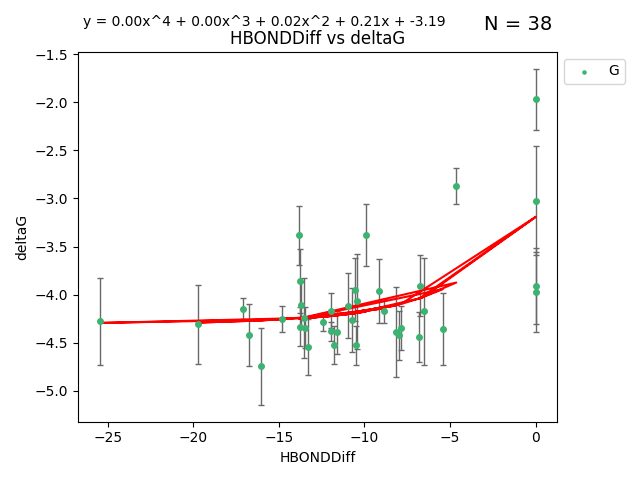 y = 0.00x^4 + 0.00x^3 + 0.02x^2 + 0.21x + -3.19
N = 38
HBONDDiff vs deltaG
G
−1.5
−2.0
−2.5
−3.0
−3.5
−4.0
−4.5
−5.0
deltaG
−25
−20
−15
−10
−5
0
HBONDDiff